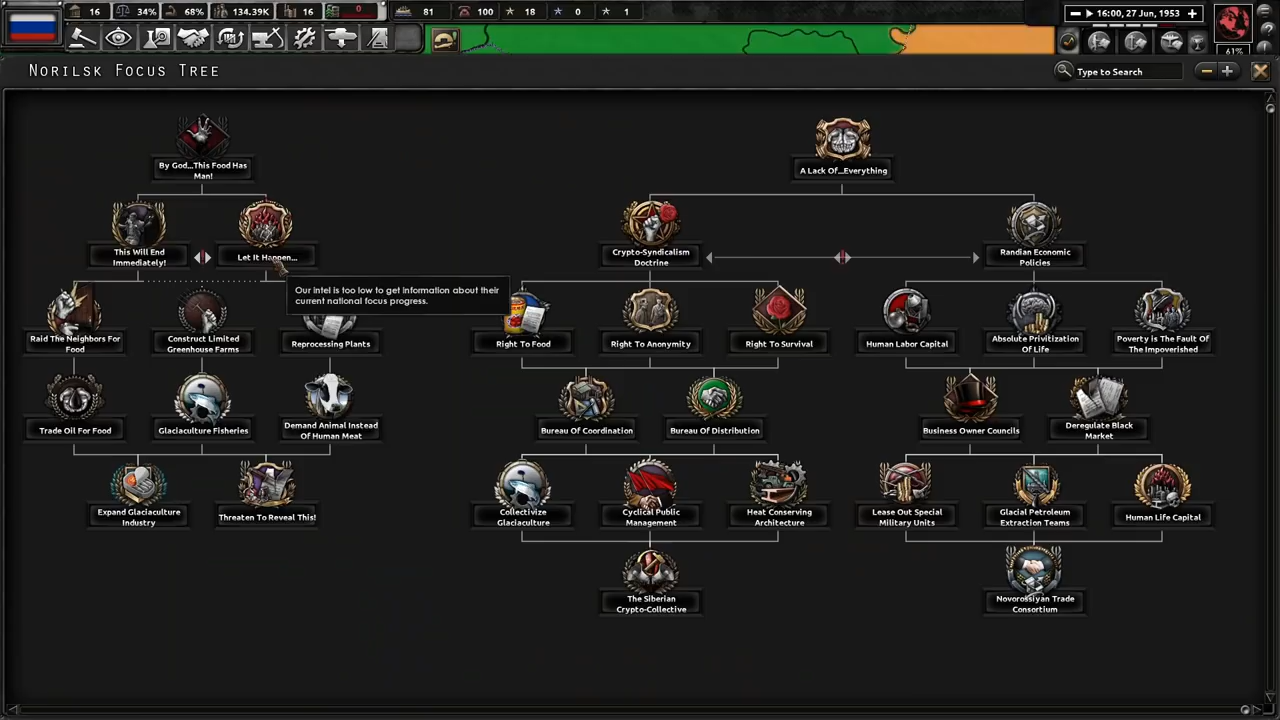 16 34% 68% 134.39K 16 0 81 100 18 0 1 16:00, 27 Jun, 1953
61%
Norilsk Focus Tree
Type to Search
By God...This Food Has
Man!
A Lack Of...Everything
This Will End
Immediately!
Let It Happen...
Crypto-Syndicalism
Doctrine
Randian Economic
Policies
Our intel is too low to get information about their
current national focus progress.
Raid The Neighbors For
Food
Construct Limited
Greenhouse Farms
Reprocessing Plants
Right To Food
Right To Anonymity
Right To Survival
Human Labor Capital
Absolute Privitization
Of Life
Poverty is The Fault Of
The Impoverished
Trade Oil For Food
Glaciaculture Fisheries
Demand Animal Instead
Of Human Meat
Bureau Of Coordination
Bureau Of Distribution
Business Owner Councils
Deregulate Black
Market
Expand Glaciaculture
Industry
Threaten To Reveal This!
Collectivize
Glaciaculture
Cyclical Public
Management
Heat Conserving
Architecture
Lease Out Special
Military Units
Glacial Petroleum
Extraction Teams
Human Life Capital
The Siberian
Crypto-Collective
Novorossiyan Trade
Consortium